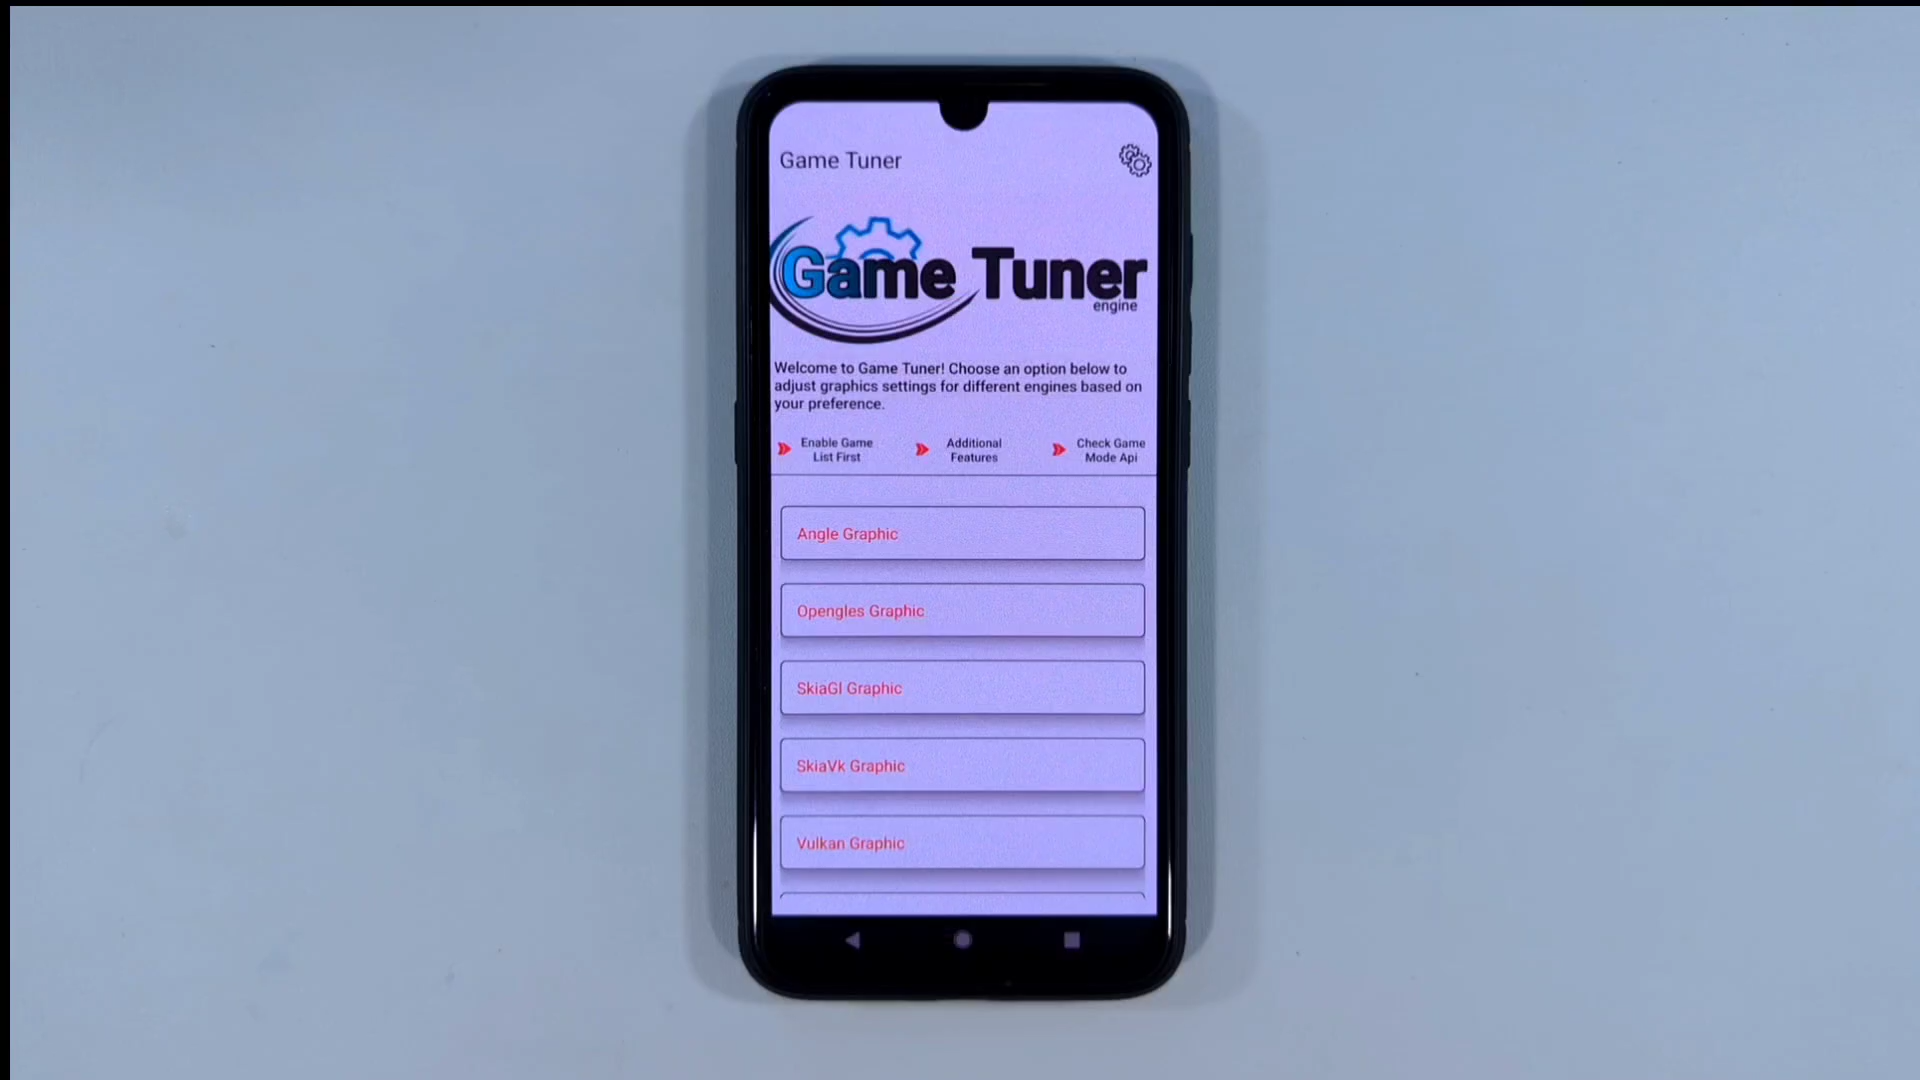 Game Tuner
Game Tuner
engine
Welcome to Game Tuner! Choose an option below to
adjust graphics settings for different engines based on
your preference.
Enable Game
List First
Additional
Features
Check Game
Mode Api
Angle Graphic
Opengles Graphic
SkiaGl Graphic
SkiaVk Graphic
Vulkan Graphic